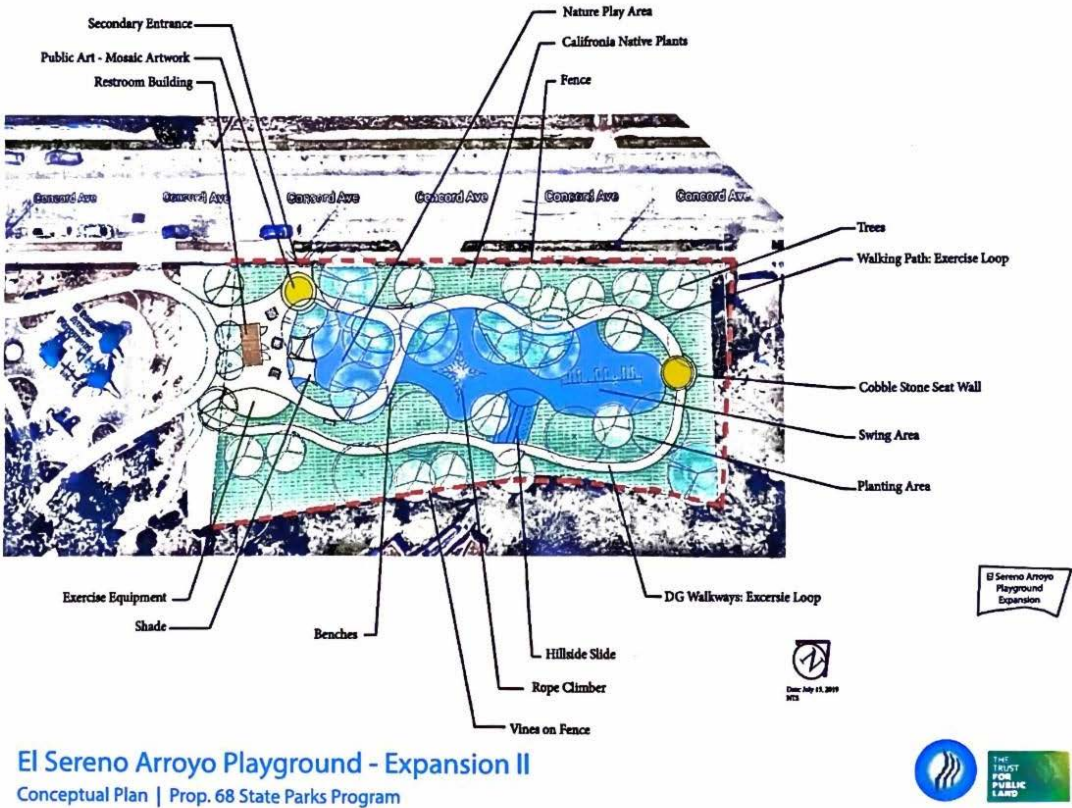 Nature Play Area
Secondary Entrance
Califronia Native Plants
Public Art - Mosaic Artwork
Restroom Building
Fence
Concord Ave
Concord Ave
Concord Ave
Concord Ave
Concord Ave
Concord Ave
Trees
Walking Path: Exercise Loop
Cobble Stone Seat Wall
Swing Area
Planting Area
Exercise Equipment
Shade
Benches
DG Walkways: Excersie Loop
Hillside Slide
Rope Climber
Vines on Fence
El Sereno Arroyo
Playground
Expansion
N
Date: July 15, 2019
NTS
El Sereno Arroyo Playground - Expansion II
Conceptual Plan | Prop. 68 State Parks Program
THE
TRUST
FOR
PUBLIC
LAND